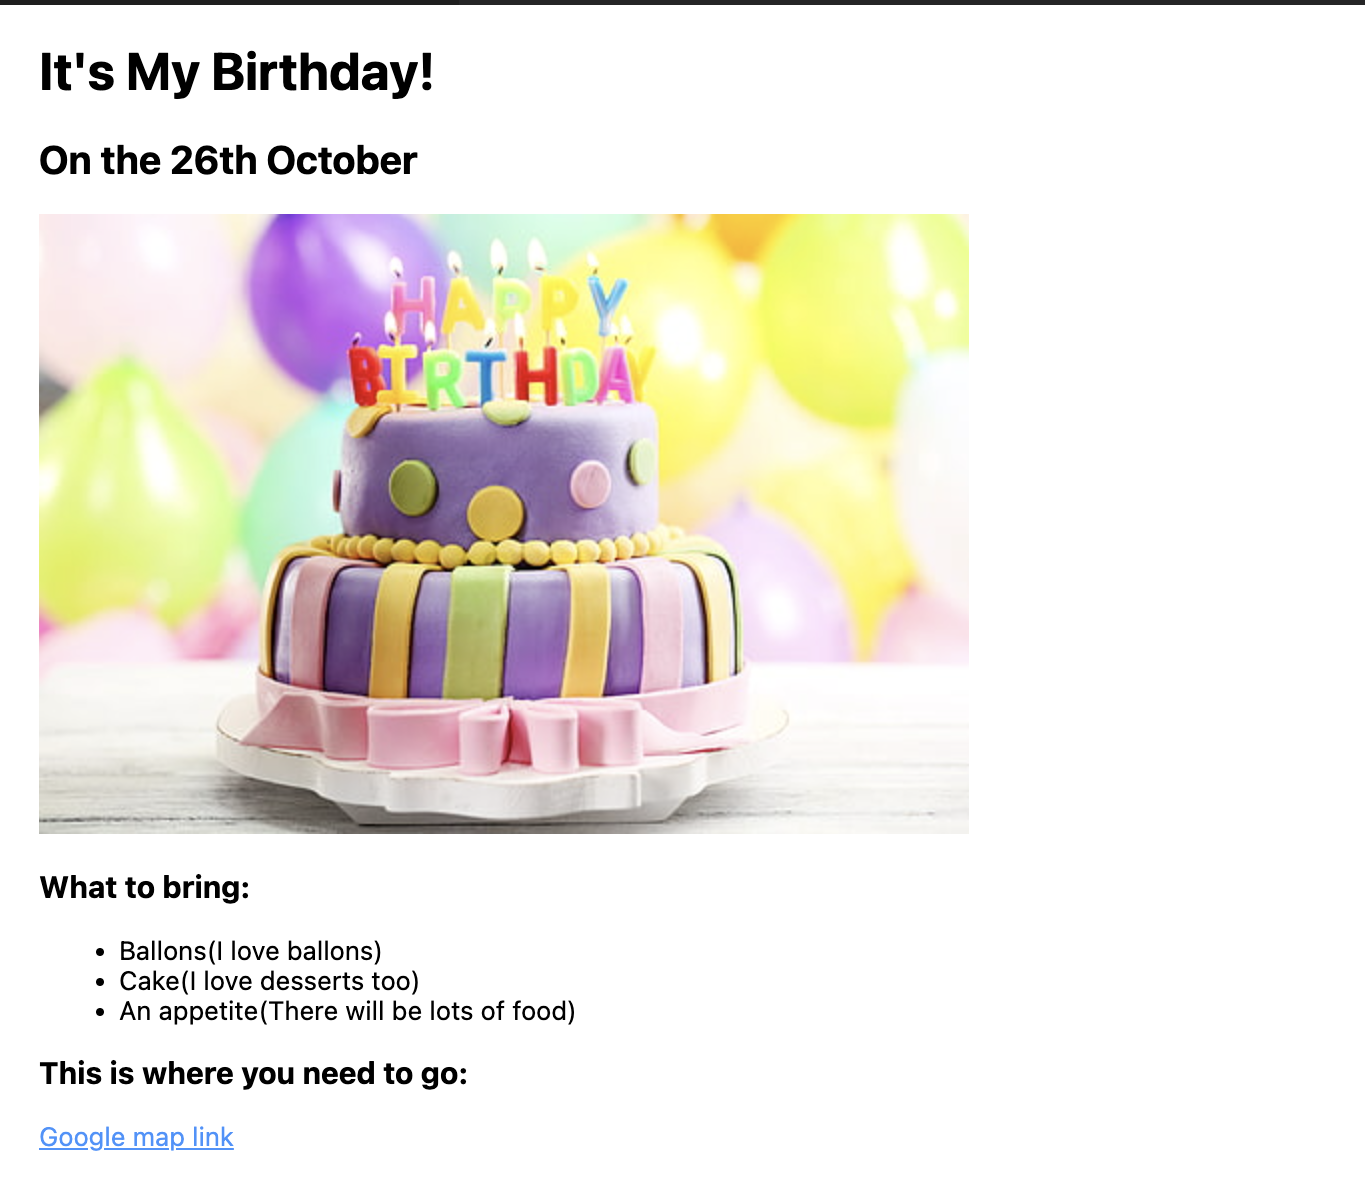 It's My Birthday!
On the 26th October
HAPPY
BIRTHDAY
What to bring:
Ballons(I love ballons)
Cake(I love desserts too)
An appetite(There will be lots of food)
This is where you need to go:
Google map link